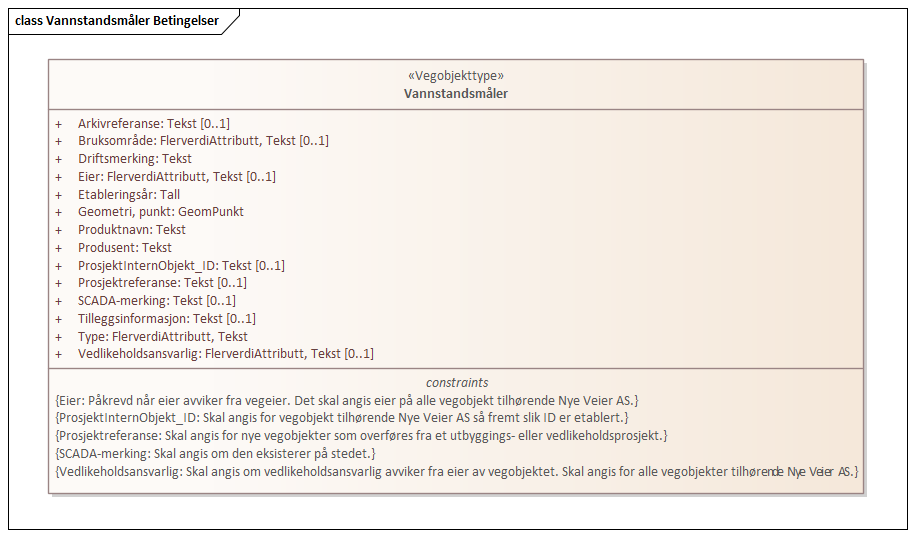 class Vannstandsmåler Betingelser
«Vegobjekttype»
Vannstandsmåler
+ Arkivreferanse: Tekst [0..1]
+ Bruksområde: FlerverdiAttributt, Tekst [0..1]
+ Driftsmerking: Tekst
+ Eier: FlerverdiAttributt, Tekst [0..1]
+ Etableringsår: Tall
+ Geometri, punkt: GeomPunkt
+ Produktnavn: Tekst
+ Produsent: Tekst
+ ProsjektInternObjekt_ID: Tekst [0..1]
+ Prosjektreferanse: Tekst [0..1]
+ SCADA-merking: Tekst [0..1]
+ Tilleggsinformasjon: Tekst [0..1]
+ Type: FlerverdiAttributt, Tekst
+ Vedlikeholdsansvarlig: FlerverdiAttributt, Tekst [0..1]
constraints
{Eier: Påkrevd når eier avviker fra vegeier. Det skal angis eier på alle vegobjekt tilhørende Nye Veier AS.}
{ProsjektInternObjekt_ID: Skal angis for vegobjekt tilhørende Nye Veier AS så fremt slik ID er etablert.}
{Prosjektreferanse: Skal angis for nye vegobjekter som overføres fra et utbyggings- eller vedlikeholdsprosjekt.}
{SCADA-merking: Skal angis om den eksisterer på stedet.}
{Vedlikeholdsansvarlig: Skal angis om vedlikeholdsansvarlig avviker fra eier av vegobjektet. Skal angis for alle vegobjekter tilhørende Nye Veier AS.}